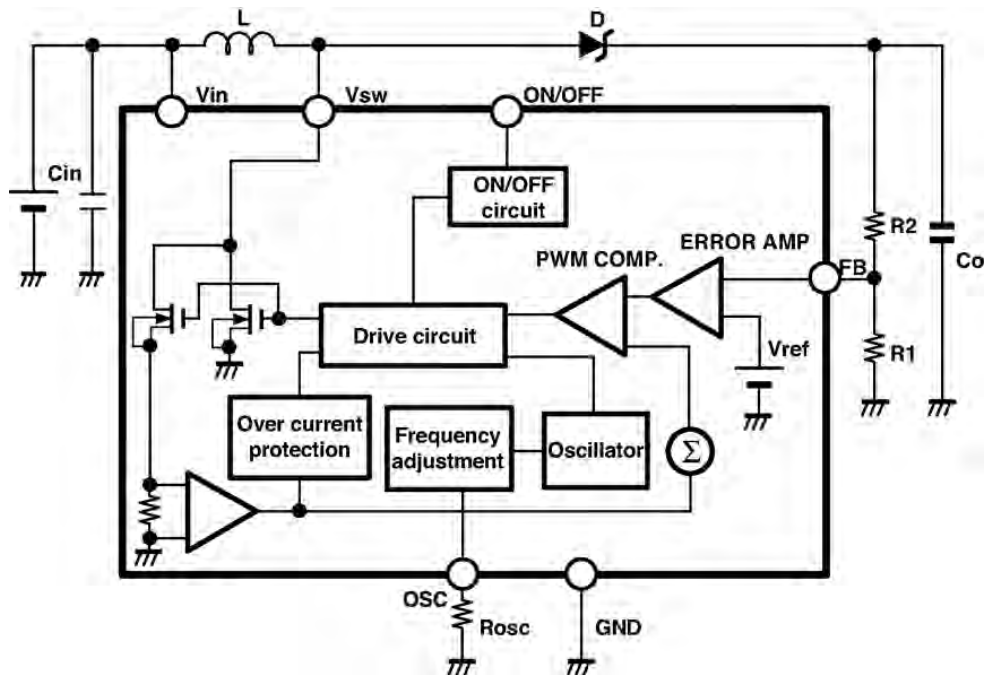 L
D
Vin
Vsw
ON/OFF
Cin
ON/OFF
circuit
R2
Co
ERROR AMP
PWM COMP.
FB
Drive circuit
Vref
R1
Over current
protection
Frequency
adjustment
Oscillator
Σ
OSC
Rosc
GND